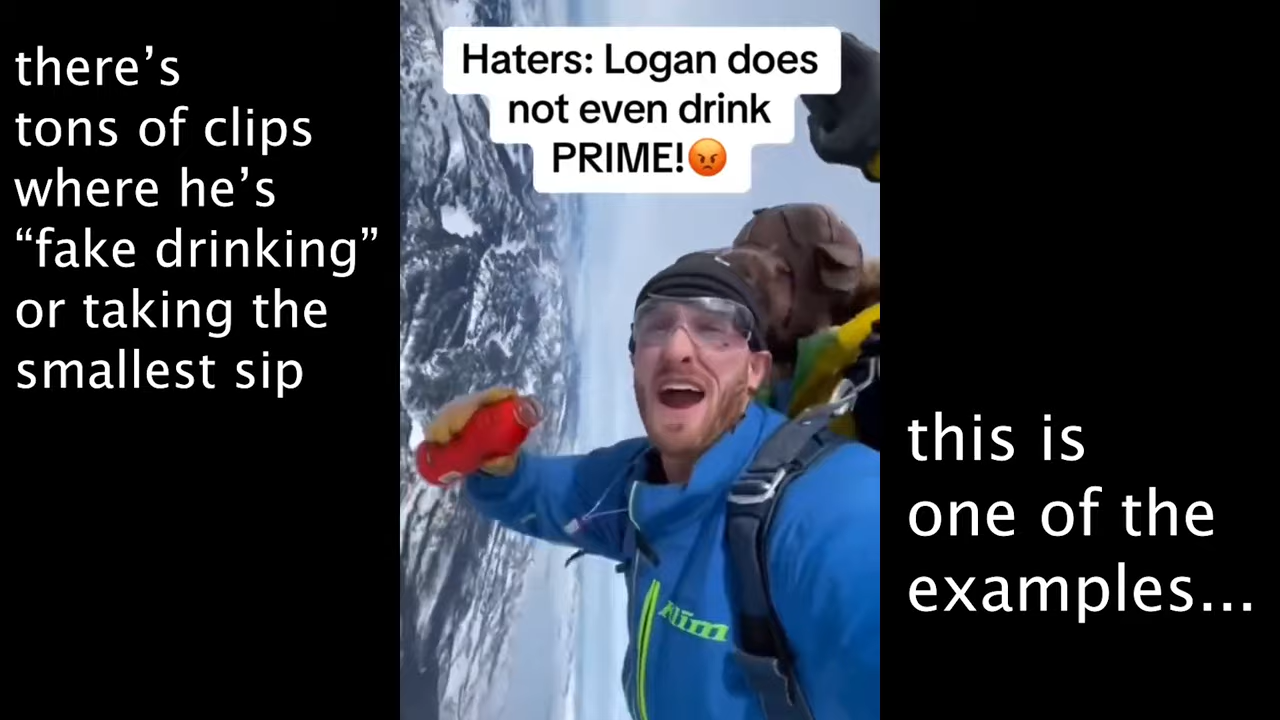 there's
tons of clips
where he's
“fake drinking”
or taking the
smallest sip
Haters: Logan does
not even drink
PRIME!😡
Klim
this is
one of the
examples...